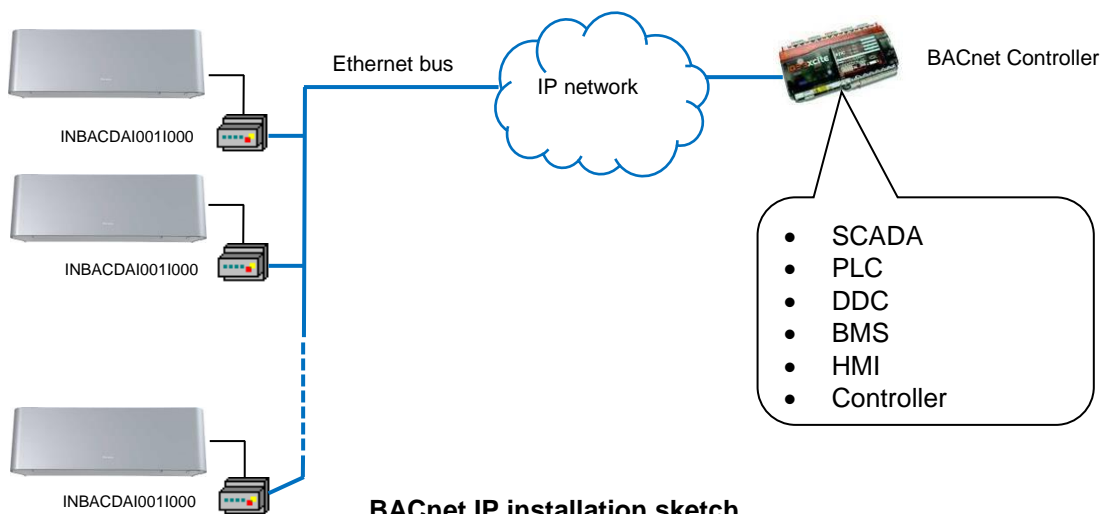 Ethernet bus
IP network
BACnet Controller
INBACDAI001I000
INBACDAI001I000
INBACDAI001I000
• SCADA
• PLC
• DDC
• BMS
• HMI
• Controller
BACnet IP installation sketch